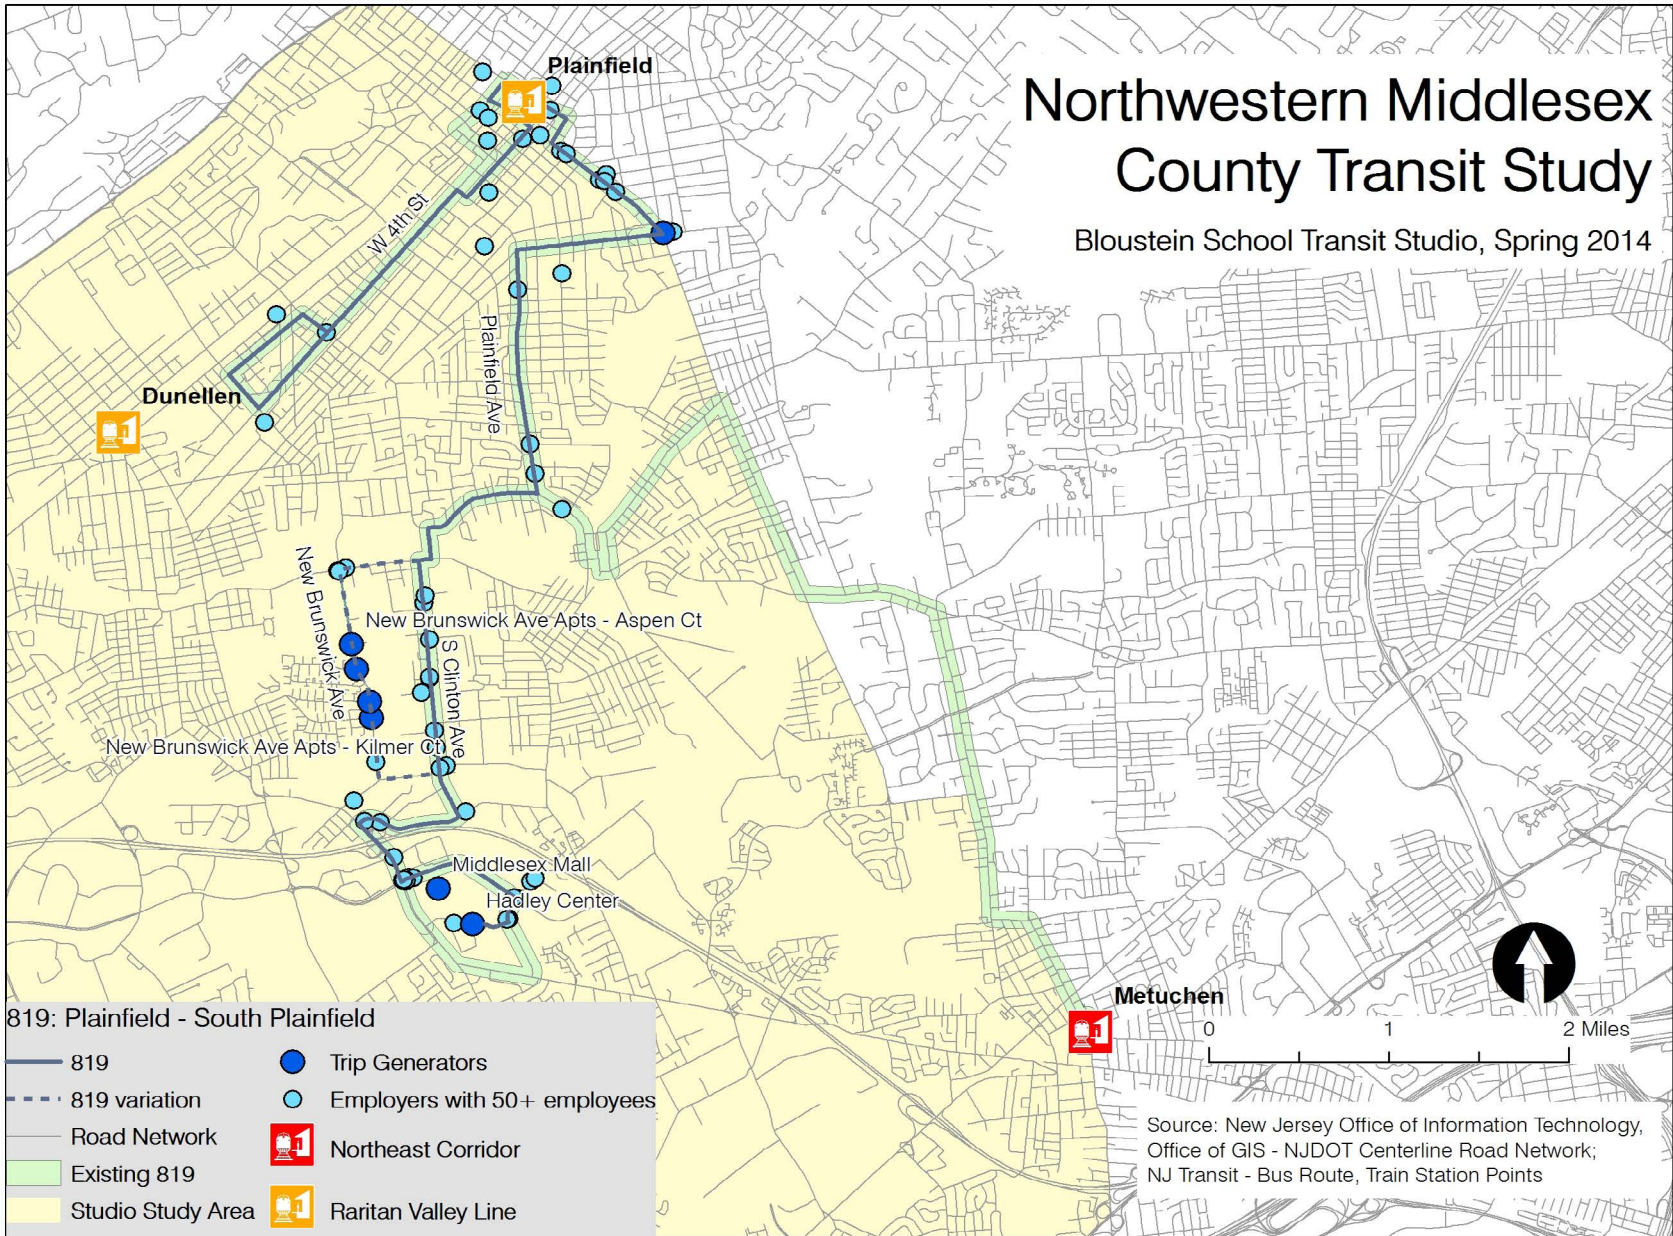 Northwestern Middlesex
County Transit Study
Bloustein School Transit Studio, Spring 2014
Plainfield
W 4th St
Plainfield Ave
Dunellen
New Brunswick Ave
New Brunswick Ave Apts - Aspen Ct
S Clinton Ave
New Brunswick Ave Apts - Kilmer Ct
Middlesex Mall
Hadley Center
Metuchen
0 1 2 Miles
819: Plainfield - South Plainfield
819
819 variation
Road Network
Existing 819
Studio Study Area
Trip Generators
Employers with 50+ employees
Northeast Corridor
Raritan Valley Line
Source: New Jersey Office of Information Technology,
Office of GIS - NJDOT Centerline Road Network;
NJ Transit - Bus Route, Train Station Points